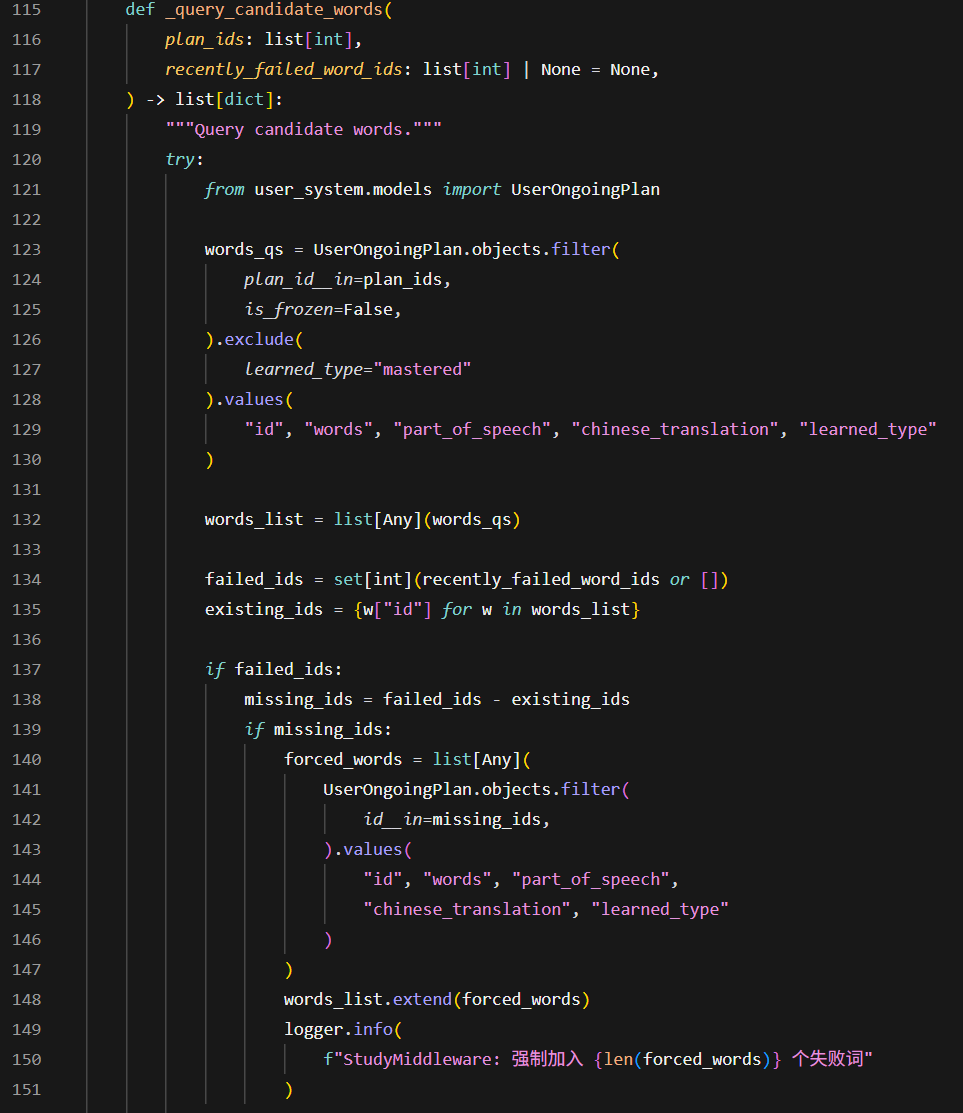 115 def _query_candidate_words(
116 plan_ids: list[int],
117 recently_failed_word_ids: list[int] | None = None,
118 ) -> list[dict]:
119 """Query candidate words."""
120 try:
121 from user_system.models import UserOngoingPlan
122
123 words_qs = UserOngoingPlan.objects.filter(
124 plan_id__in=plan_ids,
125 is_frozen=False,
126 ).exclude(
127 learned_type="mastered"
128 ).values(
129 "id", "words", "part_of_speech", "chinese_translation", "learned_type"
130 )
131
132 words_list = list[Any](words_qs)
133
134 failed_ids = set[int](recently_failed_word_ids or [])
135 existing_ids = {w["id"] for w in words_list}
136
137 if failed_ids:
138 missing_ids = failed_ids - existing_ids
139 if missing_ids:
140 forced_words = list[Any](
141 UserOngoingPlan.objects.filter(
142 id__in=missing_ids,
143 ).values(
144 "id", "words", "part_of_speech",
145 "chinese_translation", "learned_type"
146 )
147 )
148 words_list.extend(forced_words)
149 logger.info(
150 f"StudyMiddleware: 强制加入 {len(forced_words)} 个失败词"
151 )